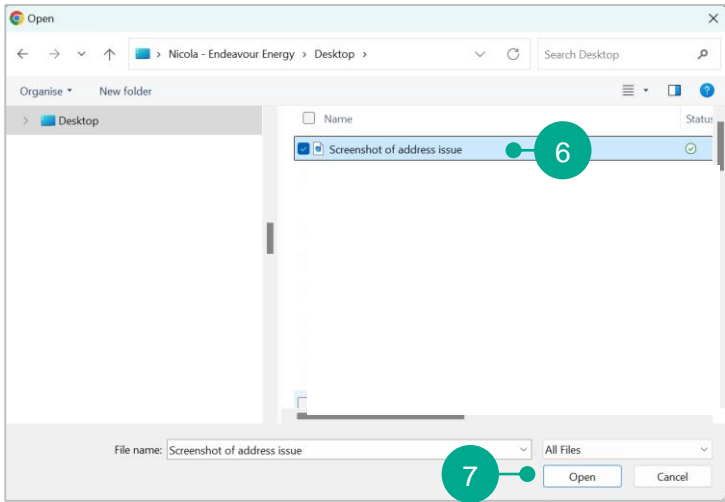 Open
Nicola - Endeavour Energy > Desktop >
Search Desktop
Organise
New folder
Desktop
Name
Status
Screenshot of address issue
6
File name: Screenshot of address issue
All Files
7
Open
Cancel